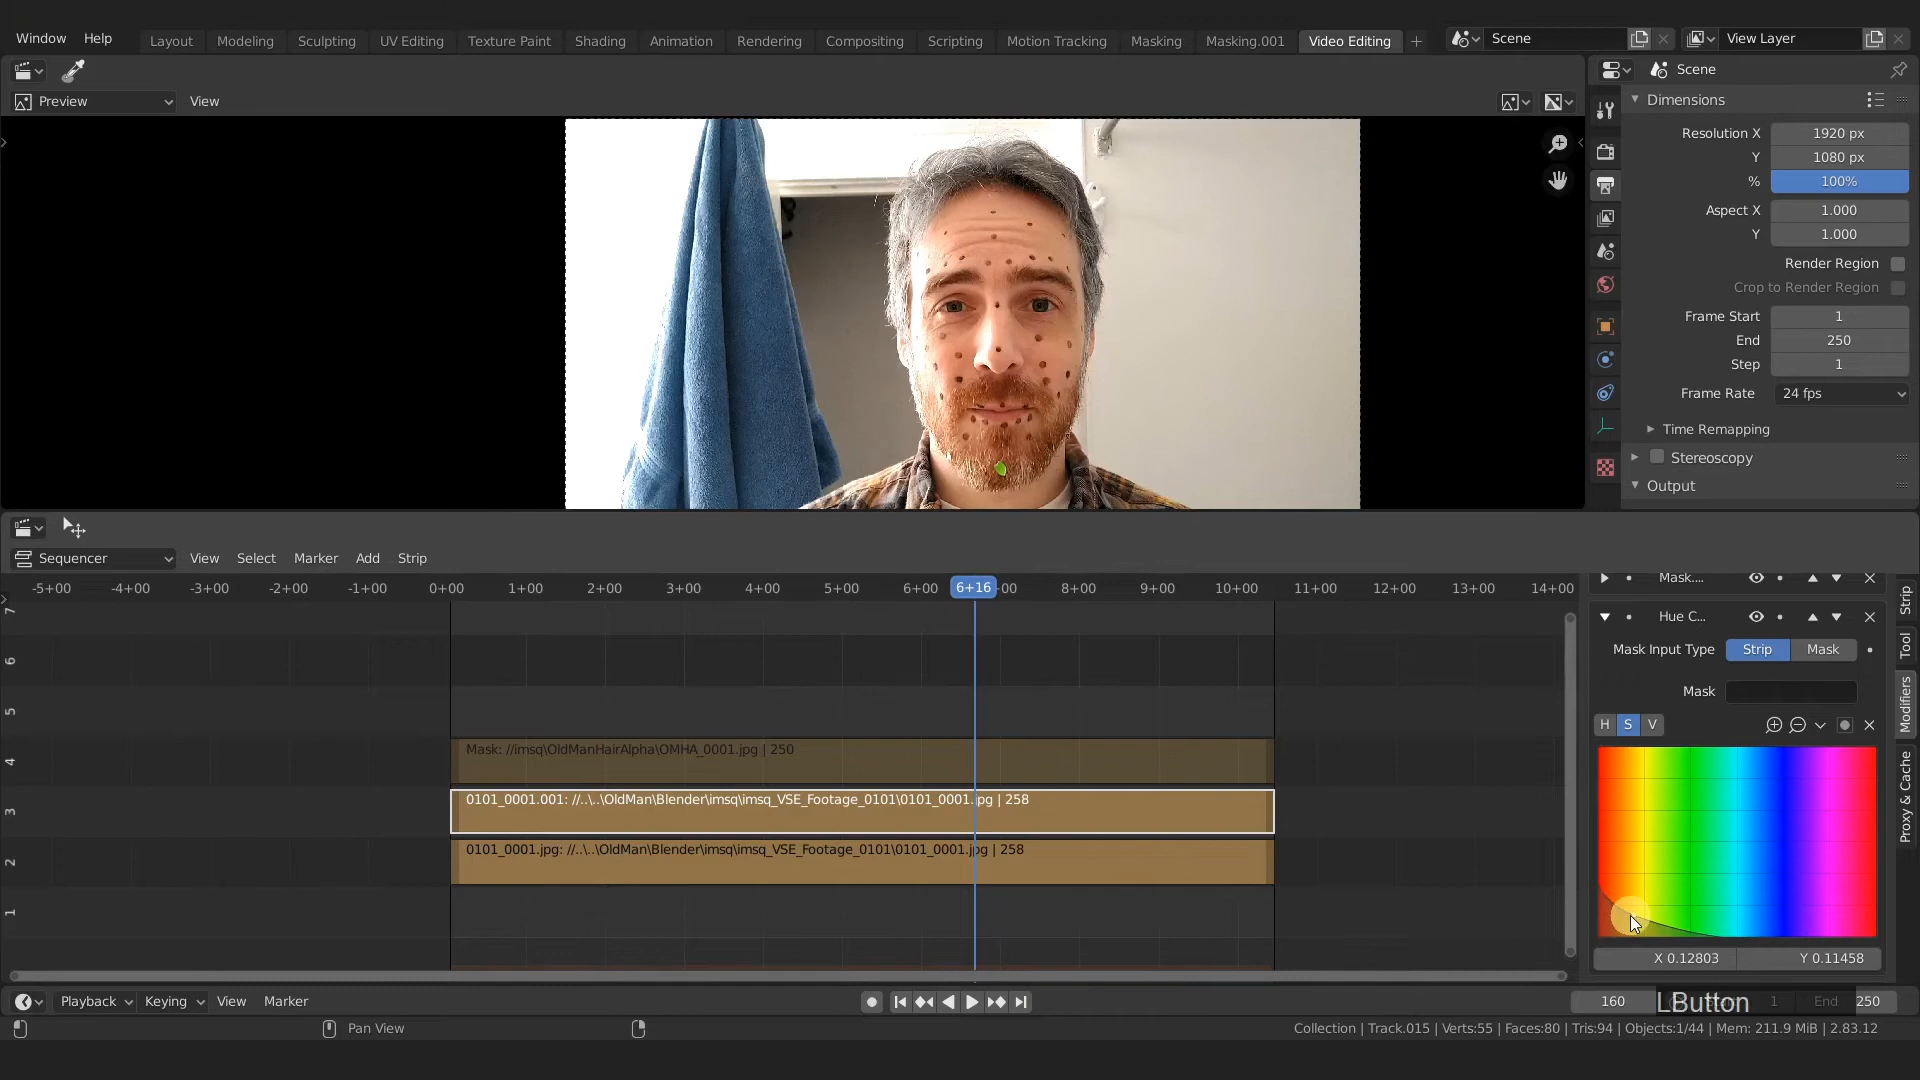 Window Help Layout Modeling Sculpting UV Editing Texture Paint Shading Animation Rendering Compositing Scripting Motion Tracking Masking Masking.001 Video Editing + Scene View Layer
Scene
Preview View
Dimensions
Resolution X 1920 px
Y 1080 px
% 100%
Aspect X 1.000
Y 1.000
Render Region
Crop to Render Region
Frame Start 1
End 250
Step 1
Frame Rate 24 fps
Time Remapping
Stereoscopy
Output
Sequencer View Select Marker Add Strip
-5+00 -4+00 -3+00 -2+00 -1+00 0+00 1+00 2+00 3+00 4+00 5+00 6+00 6+16 +00 8+00 9+00 10+00 11+00 12+00 13+00 14+00
Mask....
Hue C...
Mask Input Type Strip Mask
Mask
H S V
X 0.12803 Y 0.11458
Strip
Tool
Modifiers
Proxy & Cache
7
6
5
4
Mask: //imsq\OldManHairAlpha\OMHA_0001.jpg | 250
3
0101_0001.001: //..\..\OldMan\Blender\imsq\imsq_VSE_Footage_0101\0101_0001.jpg | 258
2
0101_0001.jpg: //..\..\OldMan\Blender\imsq\imsq_VSE_Footage_0101\0101_0001.jpg | 258
1
Playback Keying View Marker 160 LButton 1 End 250
Pan View Collection | Track.015 | Verts:55 | Faces:80 | Tris:94 | Objects:1/44 | Mem: 211.9 MiB | 2.83.12